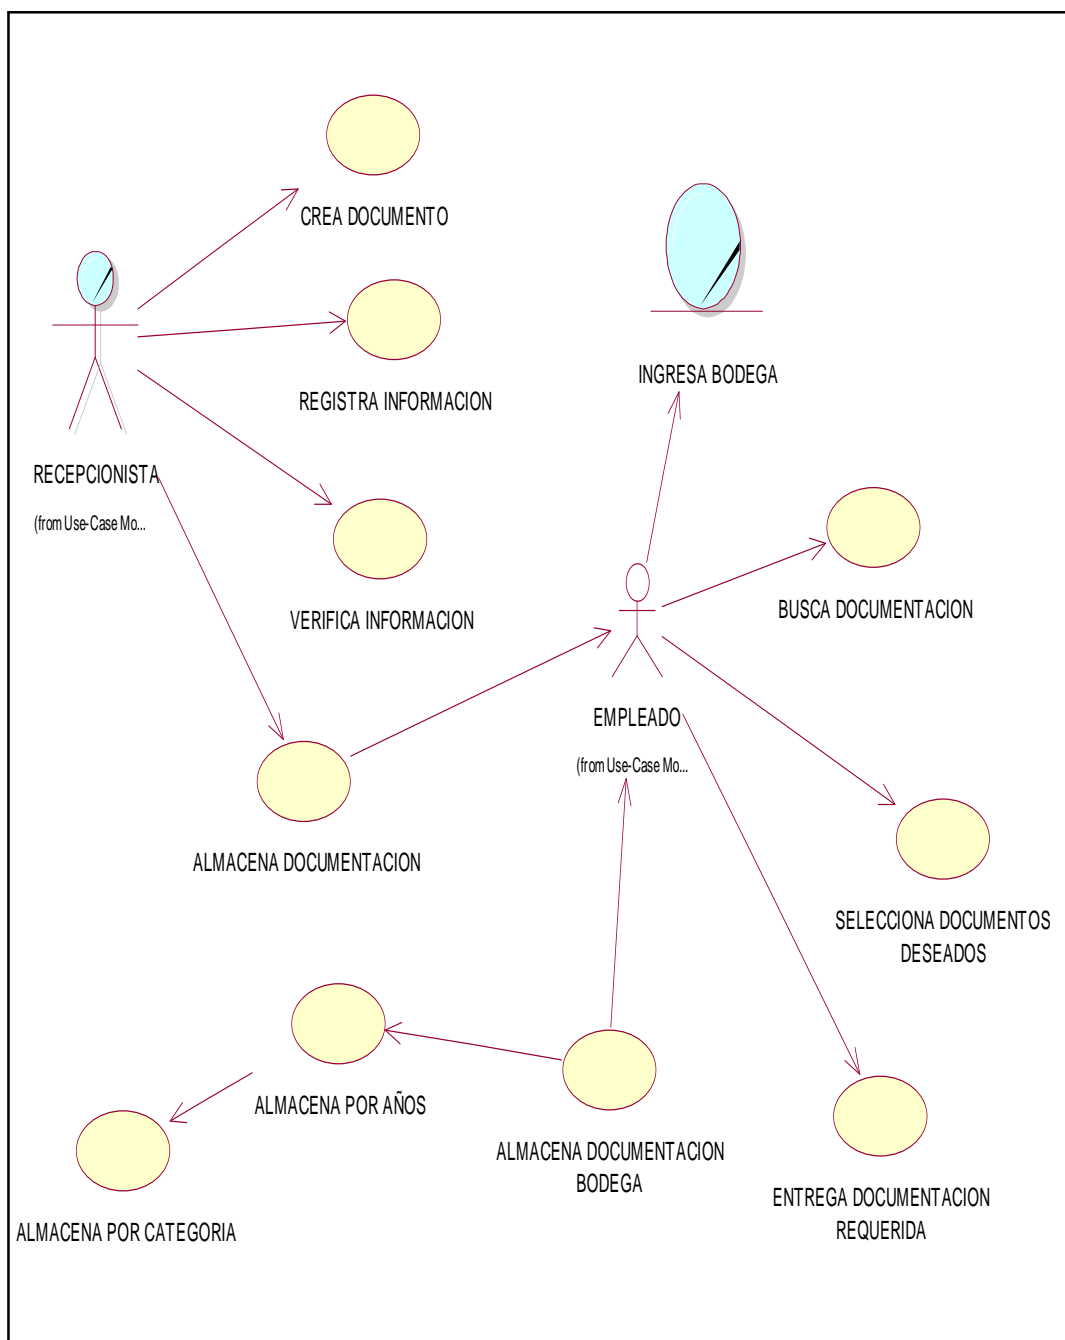 CREA DOCUMENTO
INGRESA BODEGA
REGISTRA INFORMACION
RECEPCIONISTA
(from Use-Case Mo...
BUSCA DOCUMENTACION
VERIFICA INFORMACION
EMPLEADO
(from Use-Case Mo...
ALMACENA DOCUMENTACION
SELECCIONA DOCUMENTOS
DESEADOS
ALMACENA POR AÑOS
ALMACENA DOCUMENTACION
BODEGA
ENTREGA DOCUMENTACION
REQUERIDA
ALMACENA POR CATEGORIA